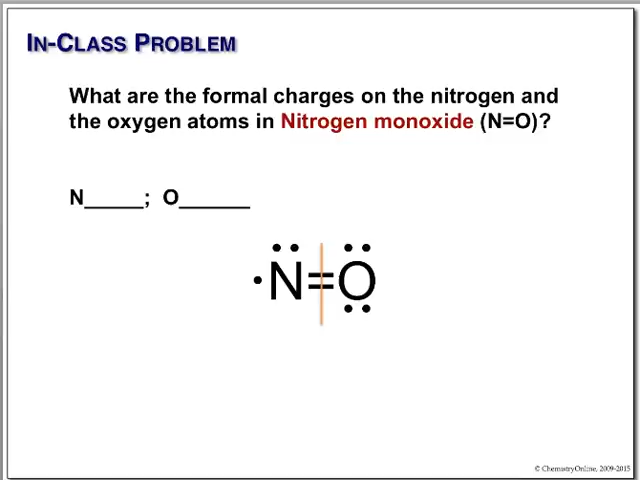 IN-CLASS PROBLEM
What are the formal charges on the nitrogen and
the oxygen atoms in Nitrogen monoxide (N=O)?
N_____; O______
N=O
© ChemistryOnline, 2009-2015